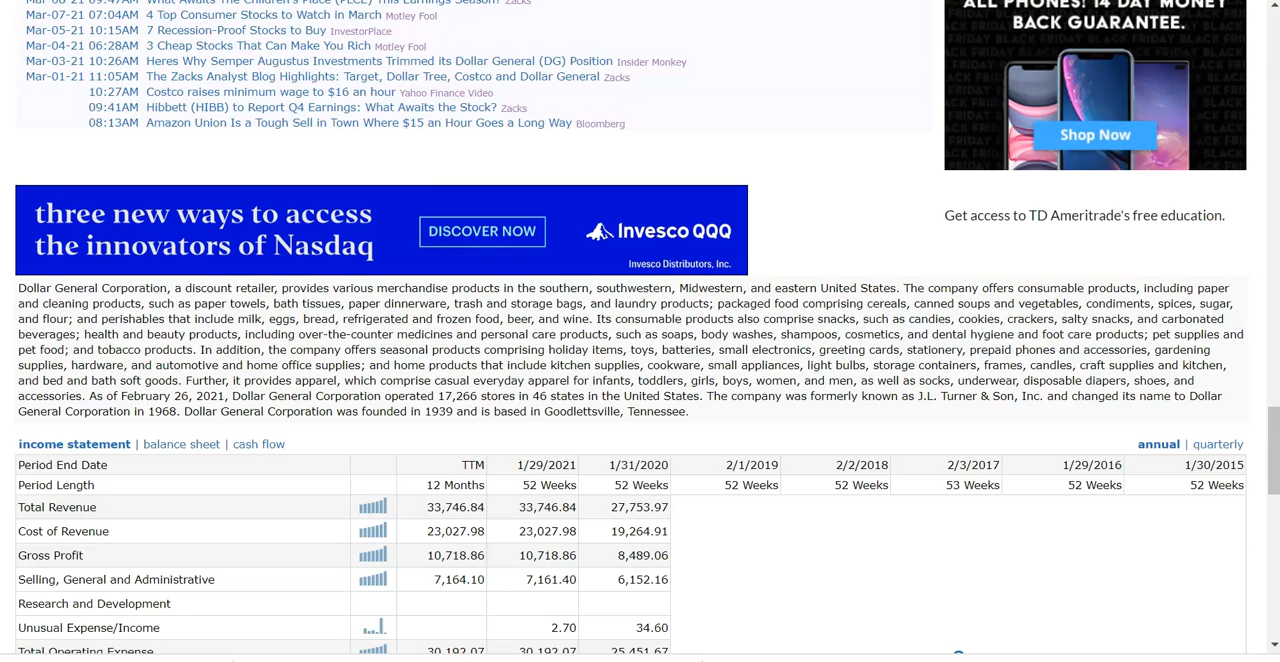 Mar-07-21 07:04AM 4 Top Consumer Stocks to Watch in March Motley Fool
Mar-05-21 10:15AM 7 Recession-Proof Stocks to Buy InvestorPlace
Mar-04-21 06:28AM 3 Cheap Stocks That Can Make You Rich Motley Fool
Mar-03-21 10:26AM Heres Why Semper Augustus Investments Trimmed its Dollar General (DG) Position Insider Monkey
Mar-01-21 11:05AM The Zacks Analyst Blog Highlights: Target, Dollar Tree, Costco and Dollar General Zacks
10:27AM Costco raises minimum wage to $16 an hour Yahoo Finance Video
09:41AM Hibbett (HIBB) to Report Q4 Earnings: What Awaits the Stock? Zacks
08:13AM Amazon Union Is a Tough Sell in Town Where $15 an Hour Goes a Long Way Bloomberg
ALL PHONES! 14 DAY MONEY
BACK GUARANTEE.
Shop Now
Get access to TD Ameritrade's free education.
three new ways to access
the innovators of Nasdaq
DISCOVER NOW
Invesco QQQ
Invesco Distributors, Inc.
Dollar General Corporation, a discount retailer, provides various merchandise products in the southern, southwestern, Midwestern, and eastern United States. The company offers consumable products, including paper
and cleaning products, such as paper towels, bath tissues, paper dinnerware, trash and storage bags, and laundry products; packaged food comprising cereals, canned soups and vegetables, condiments, spices, sugar,
and flour; and perishables that include milk, eggs, bread, refrigerated and frozen food, beer, and wine. Its consumable products also comprise snacks, such as candies, cookies, crackers, salty snacks, and carbonated
beverages; health and beauty products, including over-the-counter medicines and personal care products, such as soaps, body washes, shampoos, cosmetics, and dental hygiene and foot care products; pet supplies and
pet food; and tobacco products. In addition, the company offers seasonal products comprising holiday items, toys, batteries, small electronics, greeting cards, stationery, prepaid phones and accessories, gardening
supplies, hardware, and automotive and home office supplies; and home products that include kitchen supplies, cookware, small appliances, light bulbs, storage containers, frames, candles, craft supplies and kitchen,
and bed and bath soft goods. Further, it provides apparel, which comprise casual everyday apparel for infants, toddlers, girls, boys, women, and men, as well as socks, underwear, disposable diapers, shoes, and
accessories. As of February 26, 2021, Dollar General Corporation operated 17,266 stores in 46 states in the United States. The company was formerly known as J.L. Turner & Son, Inc. and changed its name to Dollar
General Corporation in 1968. Dollar General Corporation was founded in 1939 and is based in Goodlettsville, Tennessee.
income statement | balance sheet | cash flow annual | quarterly
Period End Date TTM 1/29/2021 1/31/2020 2/1/2019 2/2/2018 2/3/2017 1/29/2016 1/30/2015
Period Length 12 Months 52 Weeks 52 Weeks 52 Weeks 52 Weeks 53 Weeks 52 Weeks 52 Weeks
Total Revenue 33,746.84 33,746.84 27,753.97
Cost of Revenue 23,027.98 23,027.98 19,264.91
Gross Profit 10,718.86 10,718.86 8,489.06
Selling, General and Administrative 7,164.10 7,161.40 6,152.16
Research and Development
Unusual Expense/Income 2.70 34.60
Total Operating Expense 30,192.07 30,192.07 25,451.67